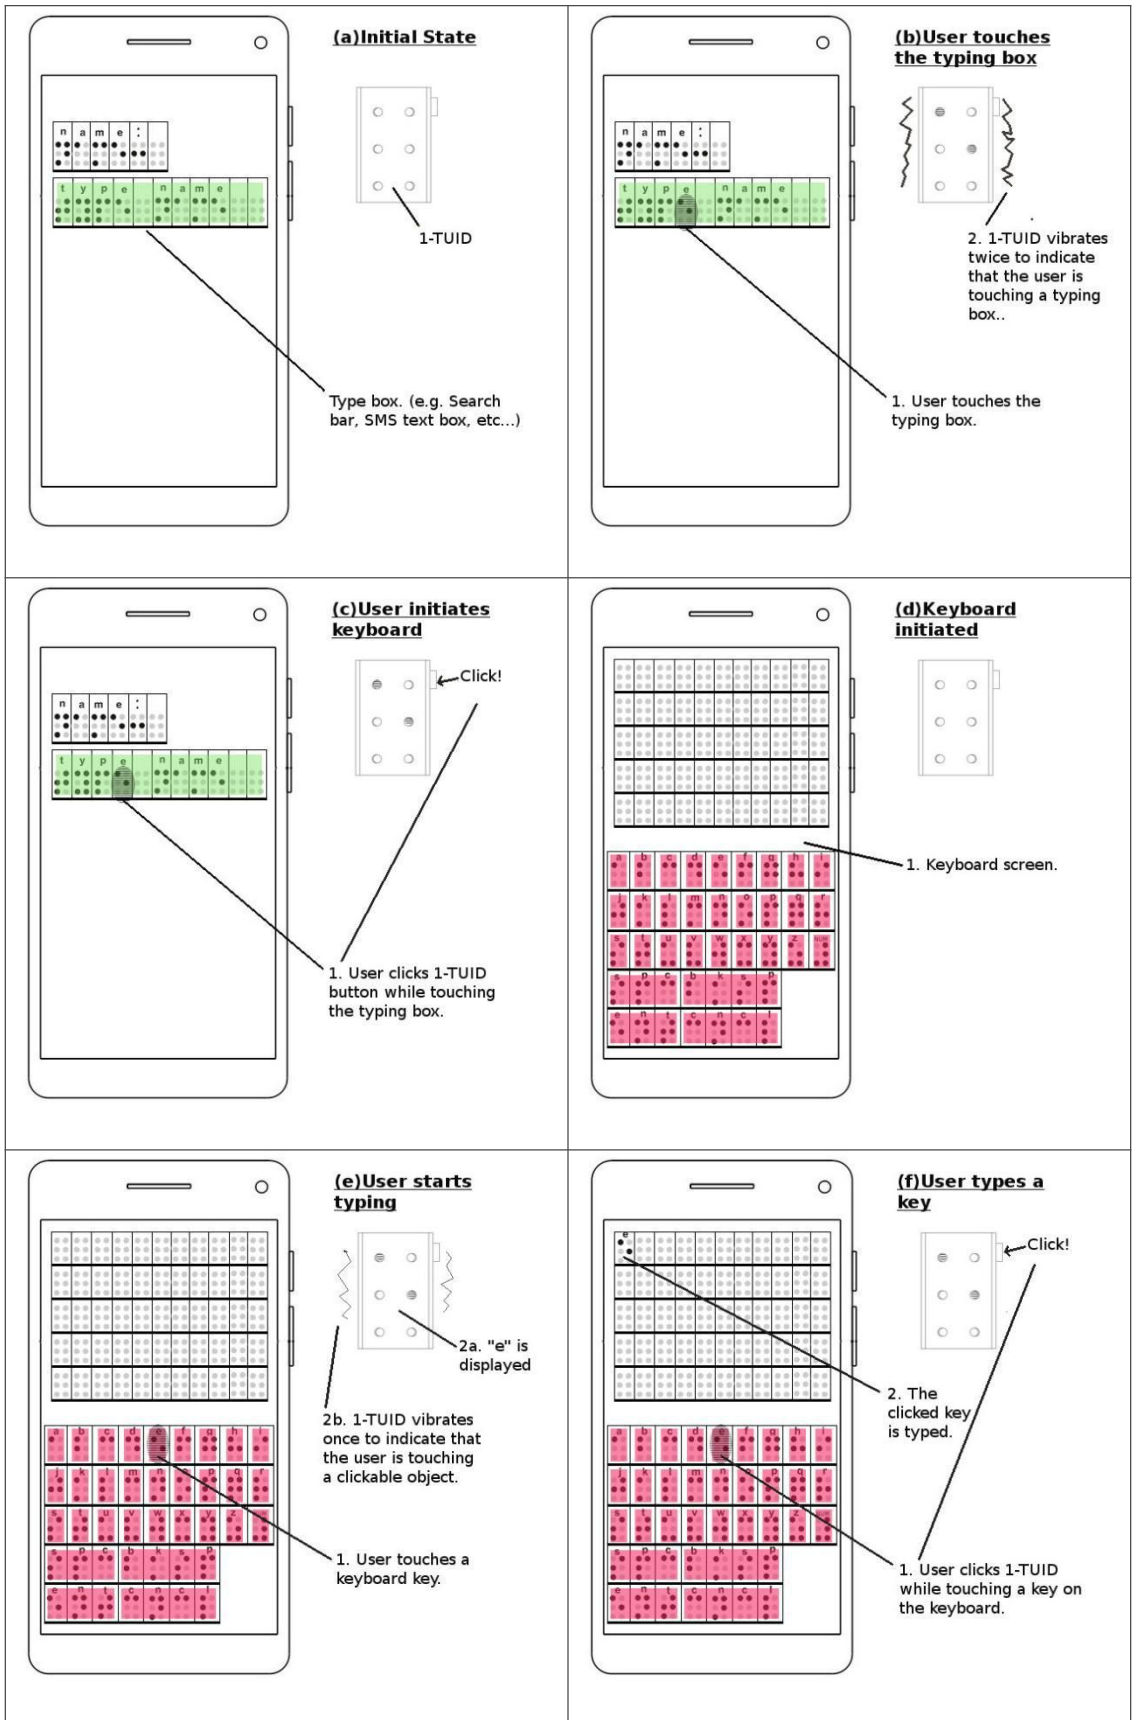 (a)Initial State
n a m e :
t y p e n a m e
1-TUID
Type box. (e.g. Search
bar, SMS text box, etc...)
(b)User touches
the typing box
n a m e :
t y p e n a m e
2. 1-TUID vibrates
twice to indicate
that the user is
touching a typing
box..
1. User touches the
typing box.
(c)User initiates
keyboard
Click!
n a m e :
t y p e n a m e
1. User clicks 1-TUID
button while touching
the typing box.
(d)Keyboard
initiated
1. Keyboard screen.
a b c d e f g h i
j k l m n o p q r
s t u v w x y z NUM
s p c b k s p
e n t c n c l
(e)User starts
typing
2a. "e" is
displayed
2b. 1-TUID vibrates
once to indicate that
the user is touching
a clickable object.
a b c d e f g h i
j k l m n o p q r
s t u v w x y z
s p c b k s p
e n t c n c l
1. User touches a
keyboard key.
(f)User types a
key
e
Click!
2. The
clicked key
is typed.
a b c d e f g h i
j k l m n o p q r
s t u v w x y z
s p c b k s p
e n t c n c l
1. User clicks 1-TUID
while touching a key on
the keyboard.